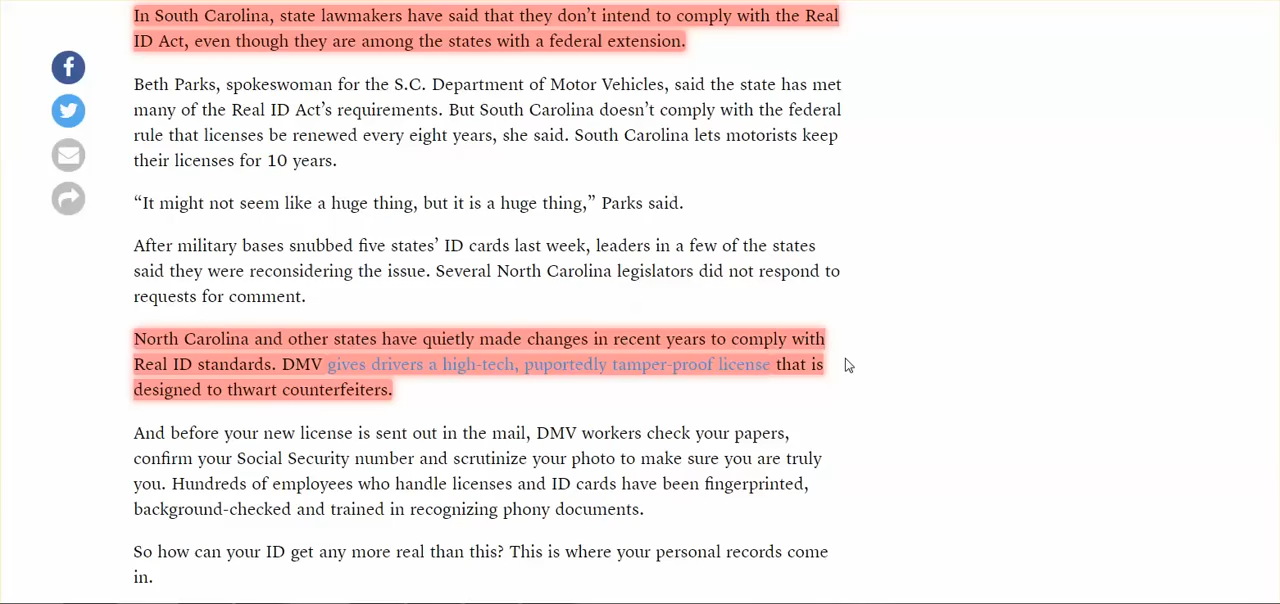 In South Carolina, state lawmakers have said that they don’t intend to comply with the Real
ID Act, even though they are among the states with a federal extension.
Beth Parks, spokeswoman for the S.C. Department of Motor Vehicles, said the state has met
many of the Real ID Act’s requirements. But South Carolina doesn’t comply with the federal
rule that licenses be renewed every eight years, she said. South Carolina lets motorists keep
their licenses for 10 years.
“It might not seem like a huge thing, but it is a huge thing,” Parks said.
After military bases snubbed five states’ ID cards last week, leaders in a few of the states
said they were reconsidering the issue. Several North Carolina legislators did not respond to
requests for comment.
North Carolina and other states have quietly made changes in recent years to comply with
Real ID standards. DMV gives drivers a high-tech, puportedly tamper-proof license that is
designed to thwart counterfeiters.
And before your new license is sent out in the mail, DMV workers check your papers,
confirm your Social Security number and scrutinize your photo to make sure you are truly
you. Hundreds of employees who handle licenses and ID cards have been fingerprinted,
background-checked and trained in recognizing phony documents.
So how can your ID get any more real than this? This is where your personal records come
in.